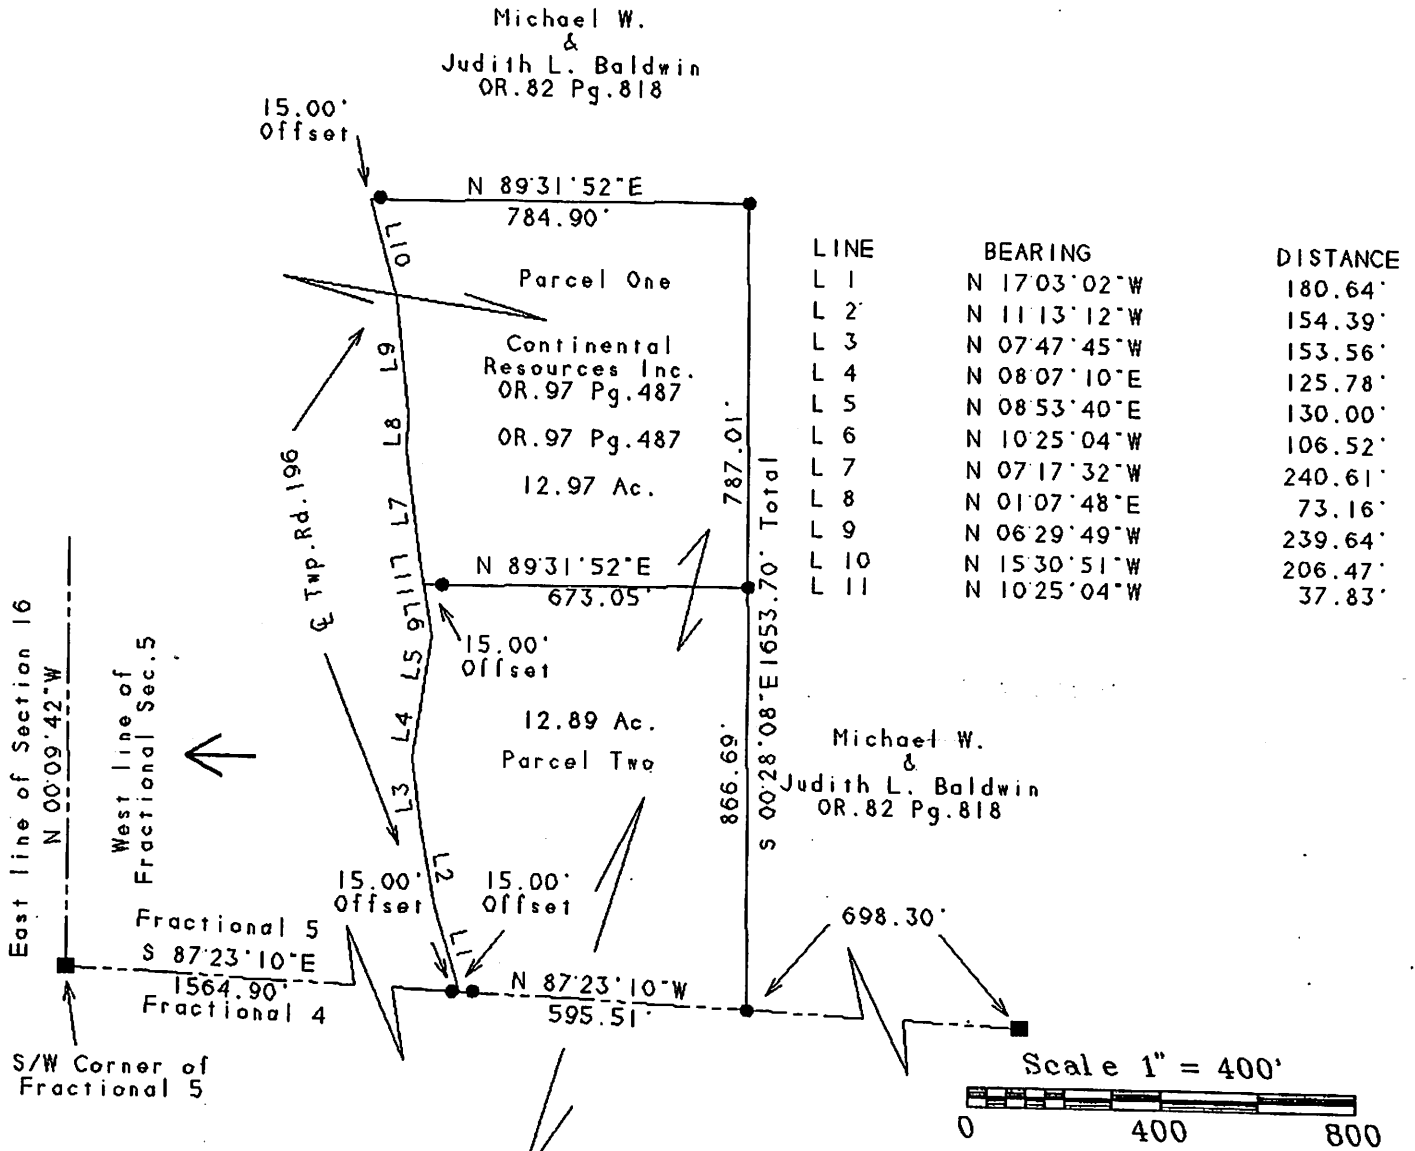 Michael W.
&
Judith L. Baldwin
OR.82 Pg.818
15.00'
Offset
N 89°31'52"E
784.90'
L10
Parcel One
Continental
Resources Inc.
OR.97 Pg.487
OR.97 Pg.487
12.97 Ac.
L9
L8
L7
L11
L6
L5
L4
L3
L2
L1
℄ Twp.Rd.196
787.01'
S 00°28'08"E 1653.70' Total
866.69'
N 89°31'52"E
673.05'
15.00'
Offset
12.89 Ac.
Parcel Two
LINE BEARING DISTANCE
L 1 N 17°03'02"W 180.64'
L 2 N 11°13'12"W 154.39'
L 3 N 07°47'45"W 153.56'
L 4 N 08°07'10"E 125.78'
L 5 N 08°53'40"E 130.00'
L 6 N 10°25'04"W 106.52'
L 7 N 07°17'32"W 240.61'
L 8 N 01°07'48"E 73.16'
L 9 N 06°29'49"W 239.64'
L 10 N 15°30'51"W 206.47'
L 11 N 10°25'04"W 37.83'
Michael W.
&
Judith L. Baldwin
OR.82 Pg.818
East line of Section 16
N 00°09'42"W
West line of
Fractional Sec.5
15.00'
Offset
15.00'
Offset
698.30'
Fractional 5
S 87°23'10"E
1564.90'
Fractional 4
N 87°23'10"W
595.51'
S/W Corner of
Fractional 5
Scale 1" = 400'
0 400 800